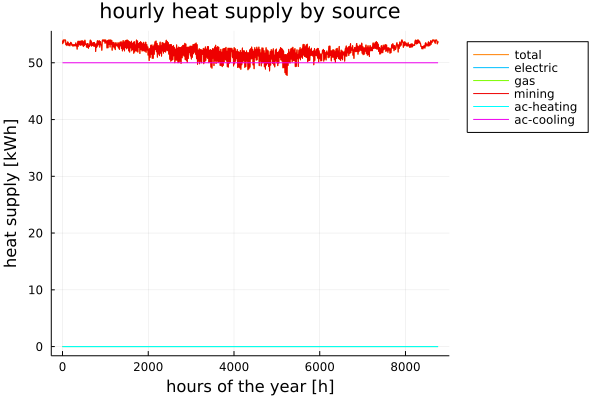 hourly heat supply by source
heat supply [kWh]
50
40
30
20
10
0
0 2000 4000 6000 8000
hours of the year [h]
total
electric
gas
mining
ac-heating
ac-cooling